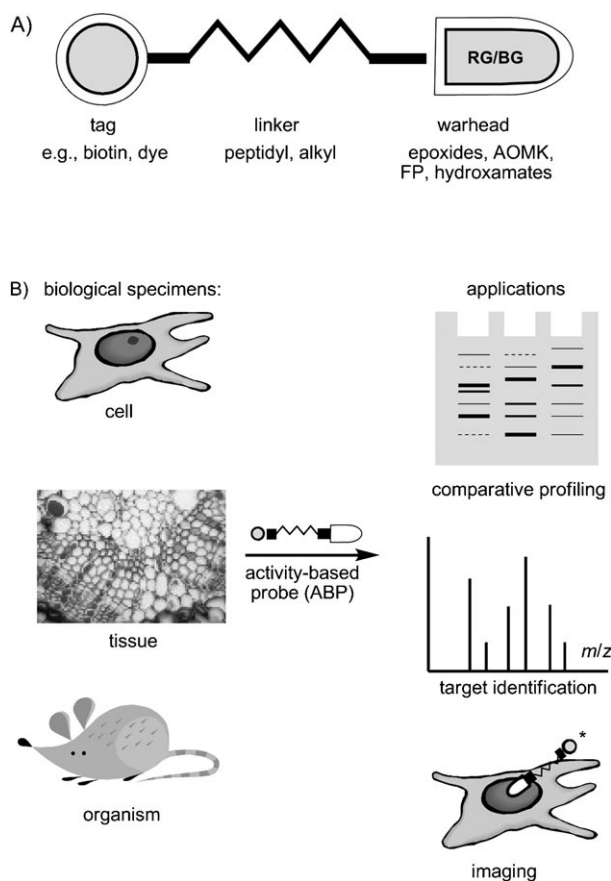 A)
RG/BG
tag
linker
warhead
e.g., biotin, dye
peptidyl, alkyl
epoxides, AOMK,
FP, hydroxamates
B)
biological specimens:
applications
cell
comparative profiling
activity-based
probe (ABP)
tissue
m/z
target identification
*
organism
imaging